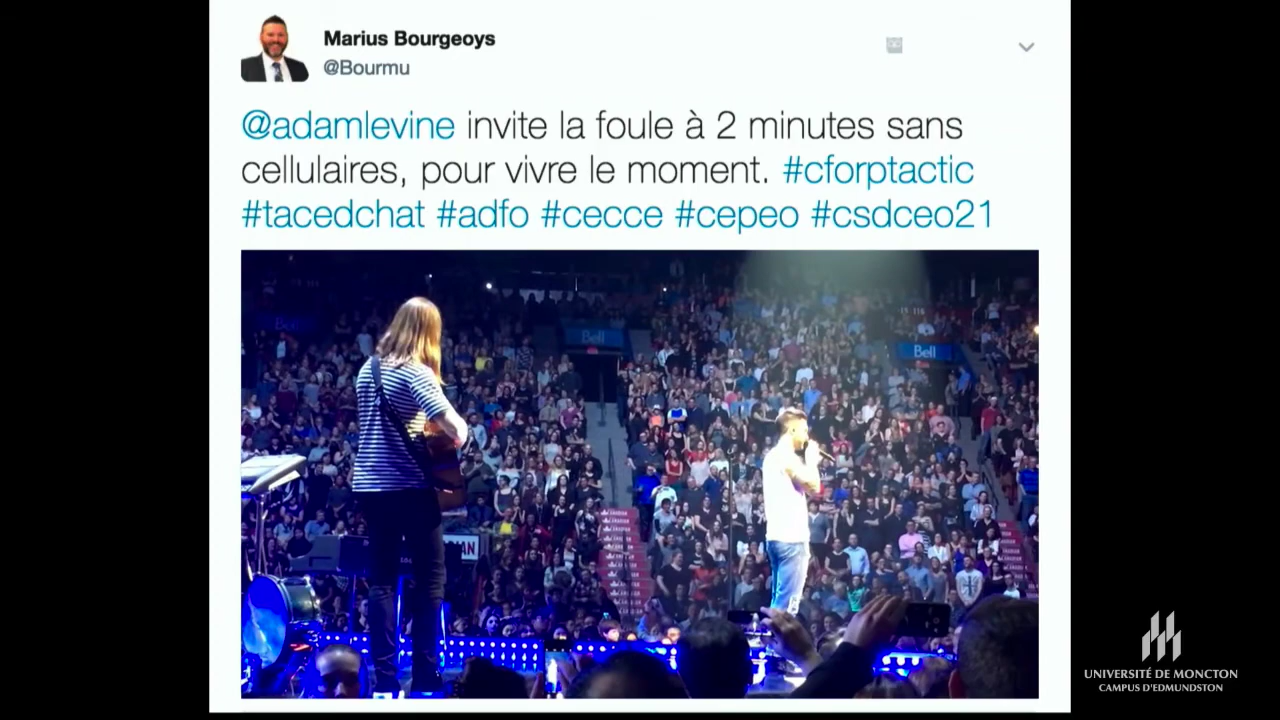 Marius Bourgeoys
@Bourmu
@adamlevine invite la foule à 2 minutes sans
cellulaires, pour vivre le moment. #cforptactic
#tacedchat #adfo #cecce #cepeo #csdceo21
Bell
Bell
UNIVERSITÉ DE MONCTON
CAMPUS D'EDMUNDSTON